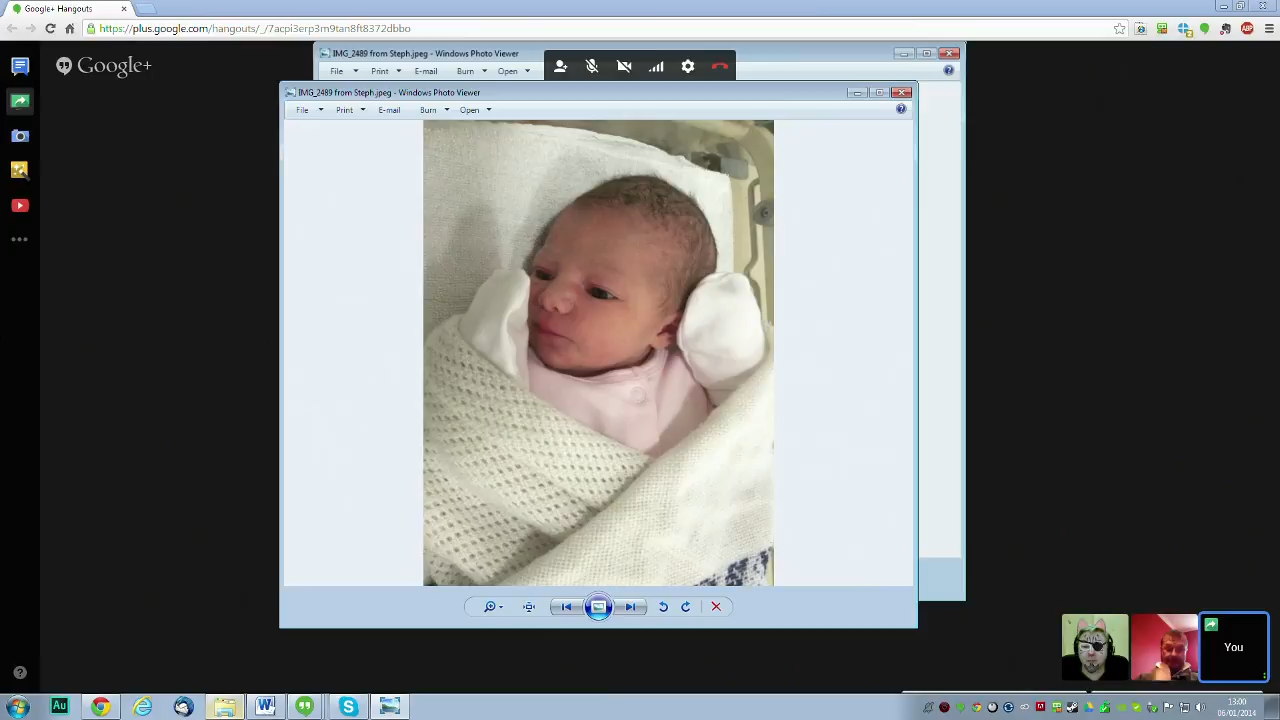 Google+ Hangouts
https://plus.google.com/hangouts/_/7acpi3erp3m9tan8ft8372dbbo
Google+
IMG_2489 from Steph.jpeg - Windows Photo Viewer
File Print E-mail Burn Open
IMG_2489 from Steph.jpeg - Windows Photo Viewer
File Print E-mail Burn Open
You
Au
W
S
13:00
06/01/2014